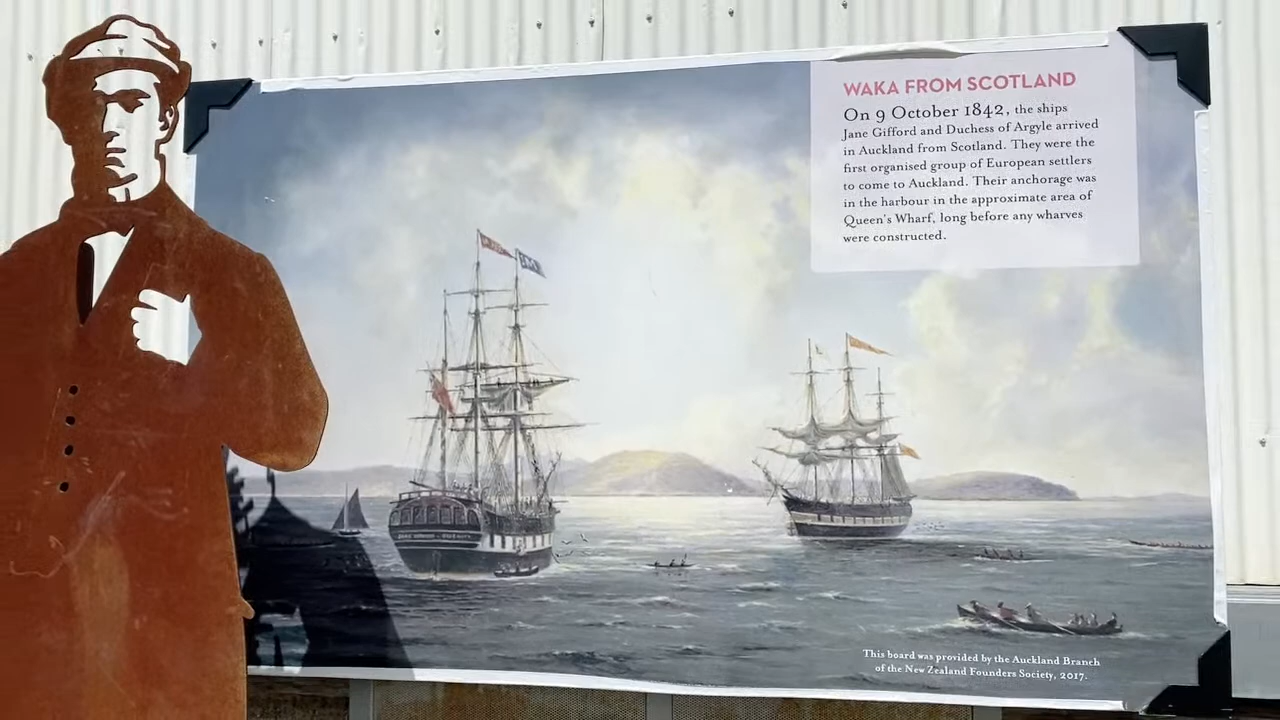 WAKA FROM SCOTLAND
On 9 October 1842, the ships
Jane Gifford and Duchess of Argyle arrived
in Auckland from Scotland. They were the
first organised group of European settlers
to come to Auckland. Their anchorage was
in the harbour in the approximate area of
Queen's Wharf, long before any wharves
were constructed.
This board was provided by the Auckland Branch
of the New Zealand Founders Society, 2017.